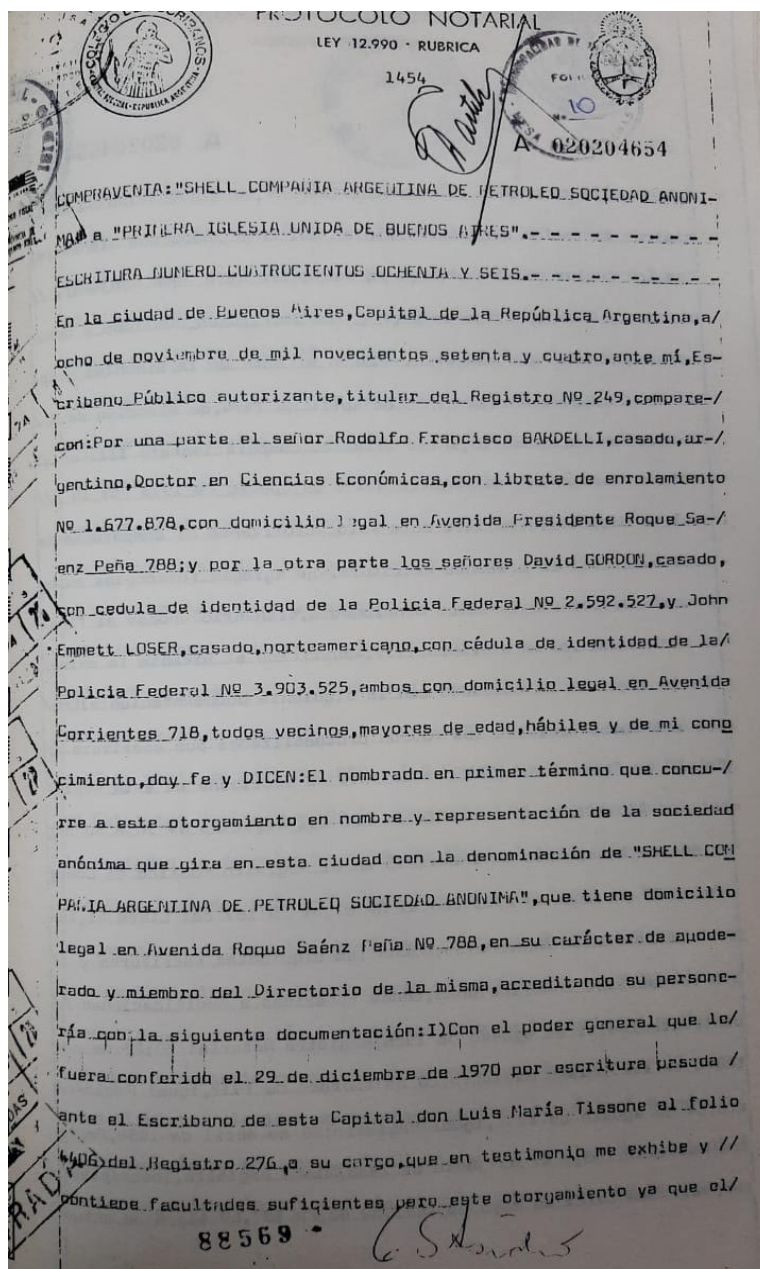 PROTOCOLO NOTARIAL
LEY 12.990 - RUBRICA
1454
FOLIO
Nº 10
A 020204654
COMPRAVENTA:"SHELL COMPAÑIA ARGENTINA DE PETROLEO SOCIEDAD ANONI-
MA" a "PRIMERA IGLESIA UNIDA DE BUENOS AIRES".- - - - - - - - - -
ESCRITURA NUMERO CUATROCIENTOS OCHENTA Y SEIS.- - - - - - - - - -
En la ciudad de Buenos Aires,Capital de la República Argentina,a/
ocho de noviembre de mil novecientos setenta y cuatro,ante mí,Es-
cribano Público autorizante,titular del Registro Nº 249,compare-/
cen:Por una parte el señor Rodolfo Francisco BARDELLI,casado,ar-/
gentino,Doctor en Ciencias Económicas,con libreta de enrolamiento
Nº 1.677.878,con domicilio legal en Avenida Presidente Roque Sa-/
enz Peña 788;y por la otra parte los señores David GORDON,casado,
con cedula de identidad de la Policia Federal Nº 2.592.527,y John
Emmett LOSER,casado,norteamericano,con cédula de identidad de la/
Policia Federal Nº 3.903.525,ambos con domicilio legal en Avenida
Corrientes 718,todos vecinos,mayores de edad,hábiles y de mi cono
cimiento,doy fe y DICEN:El nombrado en primer término que concu-/
rre a este otorgamiento en nombre y representación de la sociedad
anónima que gira en esta ciudad con la denominación de "SHELL COM
PAÑIA ARGENTINA DE PETROLEO SOCIEDAD ANONIMA",que tiene domicilio
legal en Avenida Roque Saénz Peña Nº 788,en su carácter de apode-
rado y miembro del Directorio de la misma,acreditando su persone-
ría con la siguiente documentación:I)Con el poder general que le/
fuera conferido el 29 de diciembre de 1970 por escritura pasada /
ante el Escribano de esta Capital don Luis María Tissone al folio
4406 del Registro 276,a su cargo,que en testimonio me exhibe y //
contiene facultades suficientes para este otorgamiento ya que el/
88569